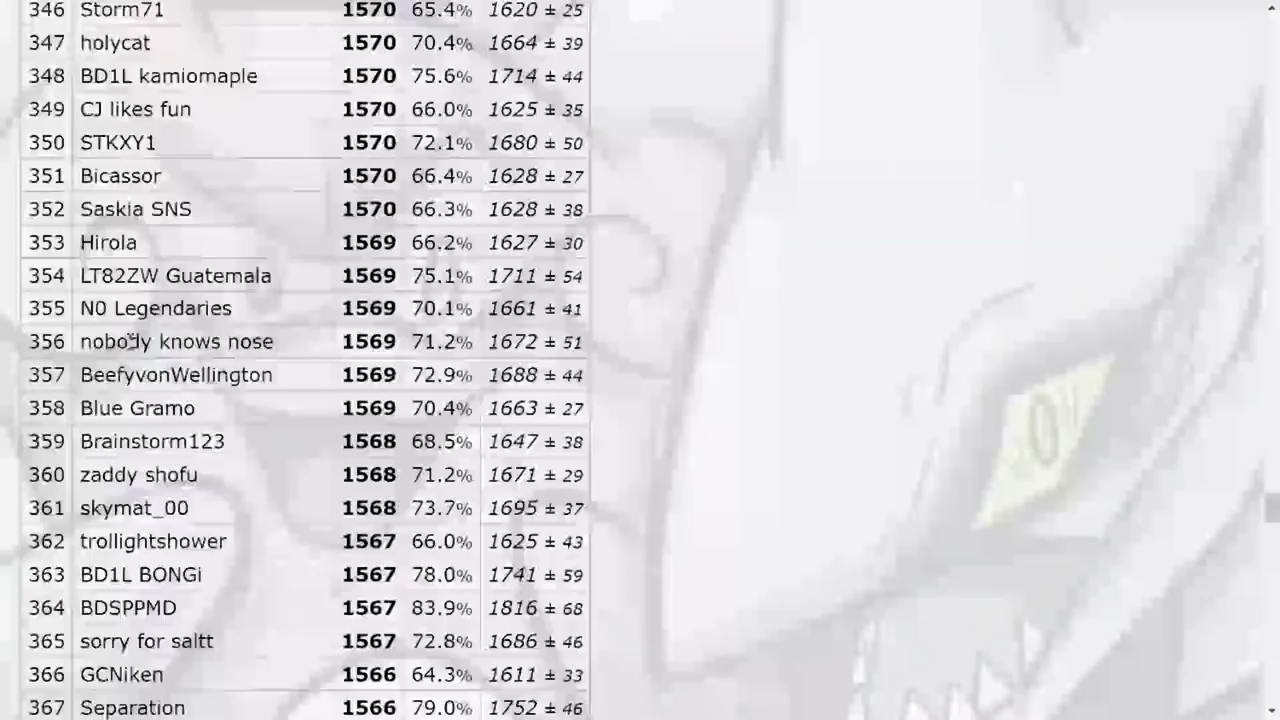 346 Storm71 1570 65.4% 1620 ± 25
347 holycat 1570 70.4% 1664 ± 39
348 BD1L kamiomaple 1570 75.6% 1714 ± 44
349 CJ likes fun 1570 66.0% 1625 ± 35
350 STKXY1 1570 72.1% 1680 ± 50
351 Bicassor 1570 66.4% 1628 ± 27
352 Saskia SNS 1570 66.3% 1628 ± 38
353 Hirola 1569 66.2% 1627 ± 30
354 LT82ZW Guatemala 1569 75.1% 1711 ± 54
355 N0 Legendaries 1569 70.1% 1661 ± 41
356 nobody knows nose 1569 71.2% 1672 ± 51
357 BeefyvonWellington 1569 72.9% 1688 ± 44
358 Blue Gramo 1569 70.4% 1663 ± 27
359 Brainstorm123 1568 68.5% 1647 ± 38
360 zaddy shofu 1568 71.2% 1671 ± 29
361 skymat_00 1568 73.7% 1695 ± 37
362 trollightshower 1567 66.0% 1625 ± 43
363 BD1L BONGi 1567 78.0% 1741 ± 59
364 BDSPPMD 1567 83.9% 1816 ± 68
365 sorry for saltt 1567 72.8% 1686 ± 46
366 GCNiken 1566 64.3% 1611 ± 33
367 Separation 1566 79.0% 1752 ± 46